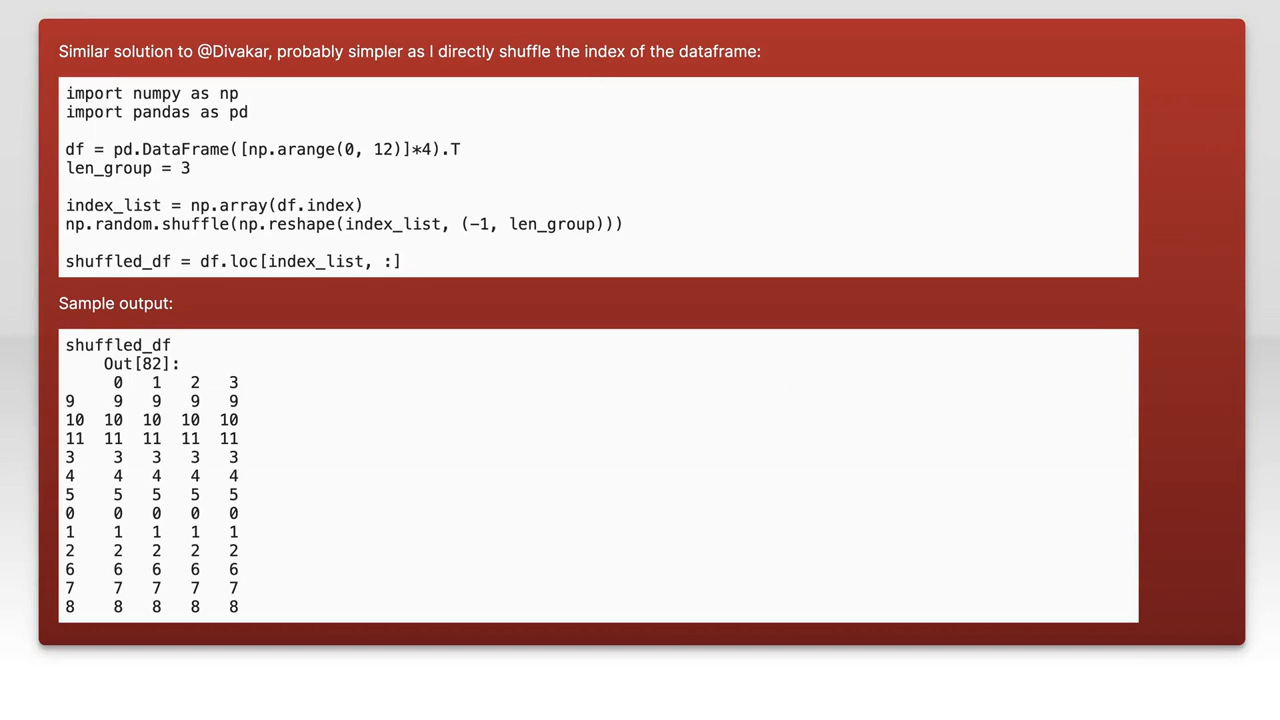 Similar solution to @Divakar, probably simpler as I directly shuffle the index of the dataframe:
import numpy as np
import pandas as pd
df = pd.DataFrame([np.arange(0, 12)]*4).T
len_group = 3
index_list = np.array(df.index)
np.random.shuffle(np.reshape(index_list, (-1, len_group)))
shuffled_df = df.loc[index_list, :]
Sample output:
shuffled_df
    Out[82]:
     0   1   2   3
9    9   9   9   9
10  10  10  10  10
11  11  11  11  11
3    3   3   3   3
4    4   4   4   4
5    5   5   5   5
0    0   0   0   0
1    1   1   1   1
2    2   2   2   2
6    6   6   6   6
7    7   7   7   7
8    8   8   8   8